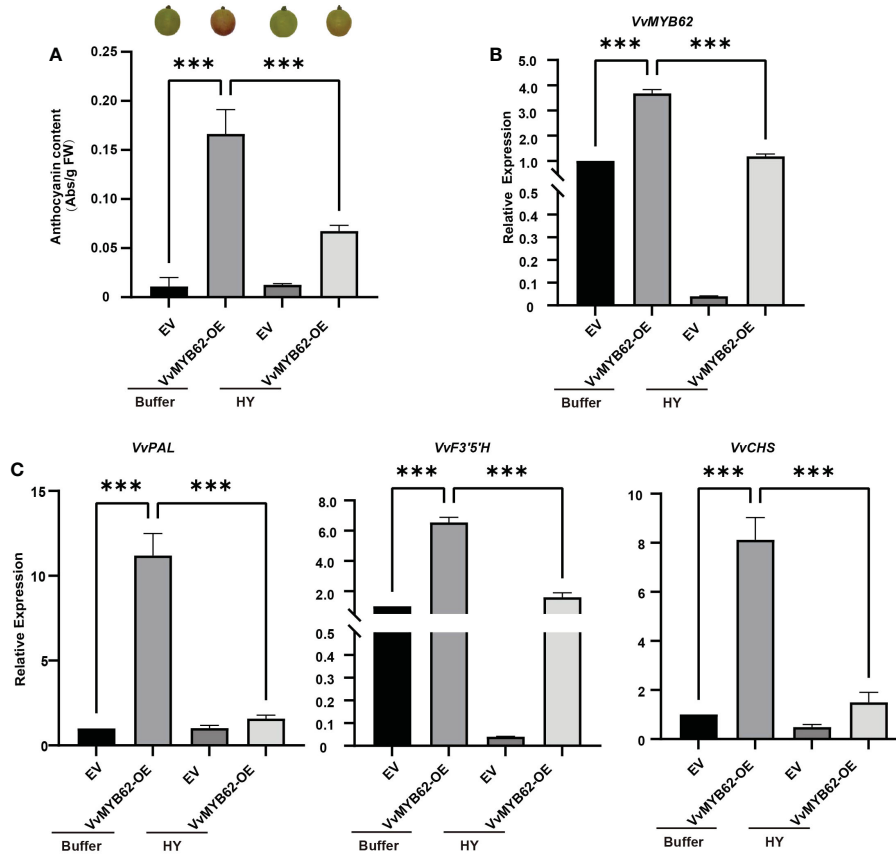 A
***
***
0.25
0.20
0.15
0.10
0.05
0
Anthocyanin content
(Abs/g FW)
EV
VvMYB62-OE
EV
VvMYB62-OE
Buffer
HY
B
VvMYB62
***
***
5.0
4.0
3.0
2.0
1.0
0.5
0.4
0.3
0.2
0.1
0
Relative Expression
EV
VvMYB62-OE
EV
VvMYB62-OE
Buffer
HY
C
VvPAL
***
***
15
10
5
0
Relative Expression
EV
VvMYB62-OE
EV
VvMYB62-OE
Buffer
HY
VvF3'5'H
***
***
8.0
6.0
4.0
2.0
0.5
0.4
0.3
0.2
0.1
0
EV
VvMYB62-OE
EV
VvMYB62-OE
Buffer
HY
VvCHS
***
***
10
8
6
4
2
0
EV
VvMYB62-OE
EV
VvMYB62-OE
Buffer
HY